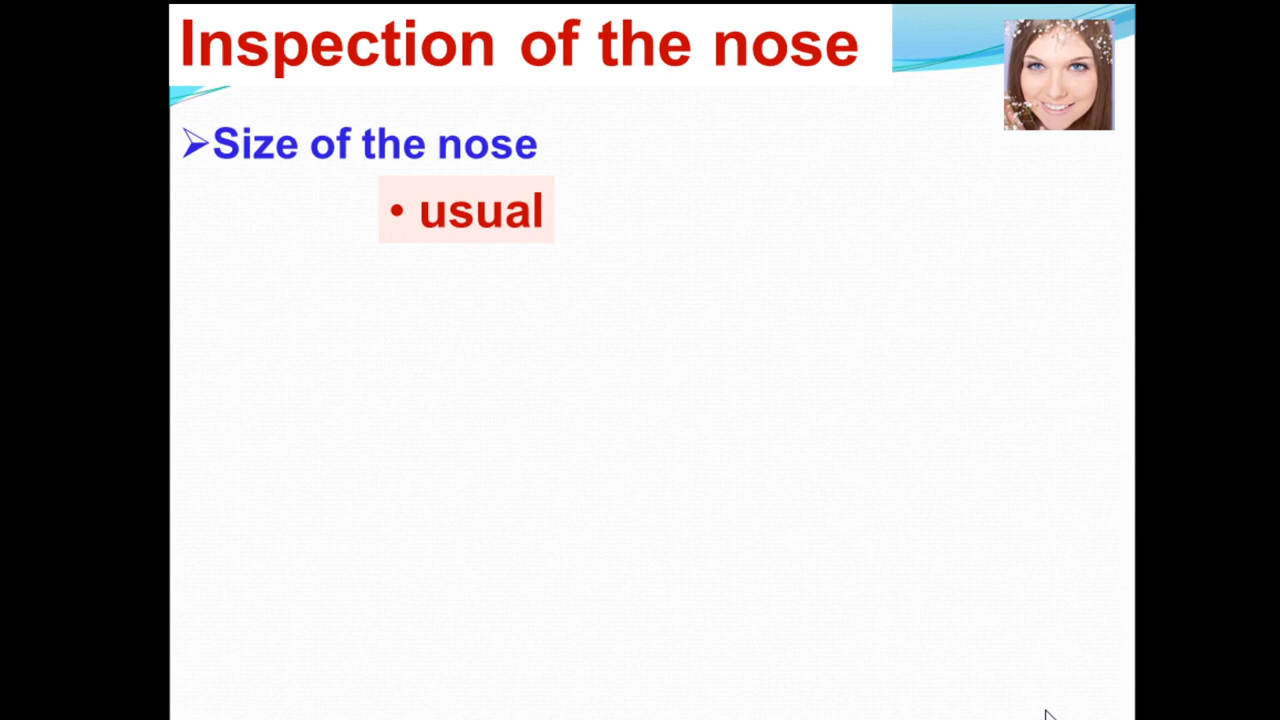 Inspection of the nose
➢Size of the nose
• usual